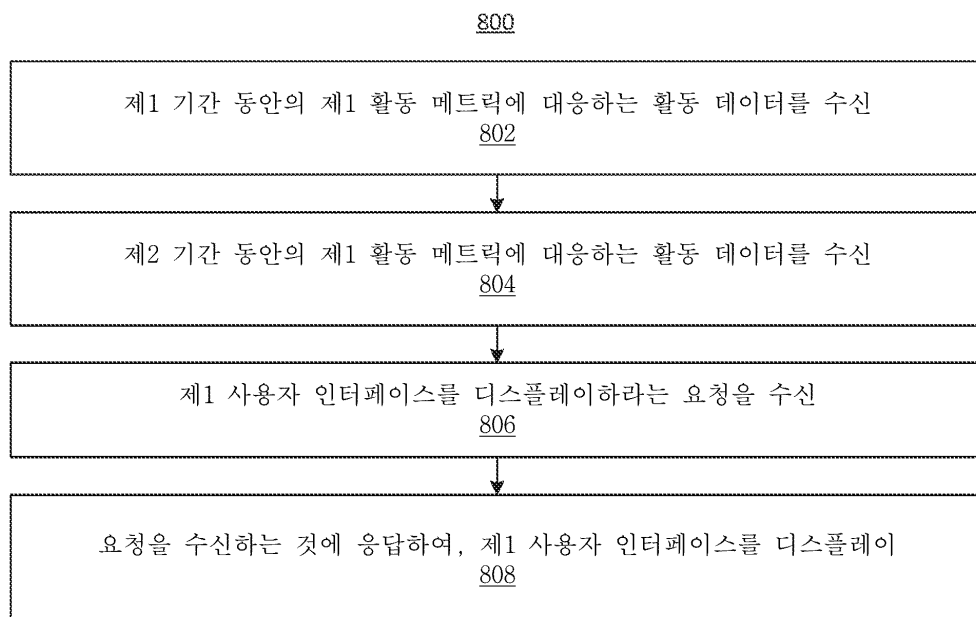 800
제1 기간 동안의 제1 활동 메트릭에 대응하는 활동 데이터를 수신
802
제2 기간 동안의 제1 활동 메트릭에 대응하는 활동 데이터를 수신
804
제1 사용자 인터페이스를 디스플레이하라는 요청을 수신
806
요청을 수신하는 것에 응답하여, 제1 사용자 인터페이스를 디스플레이
808